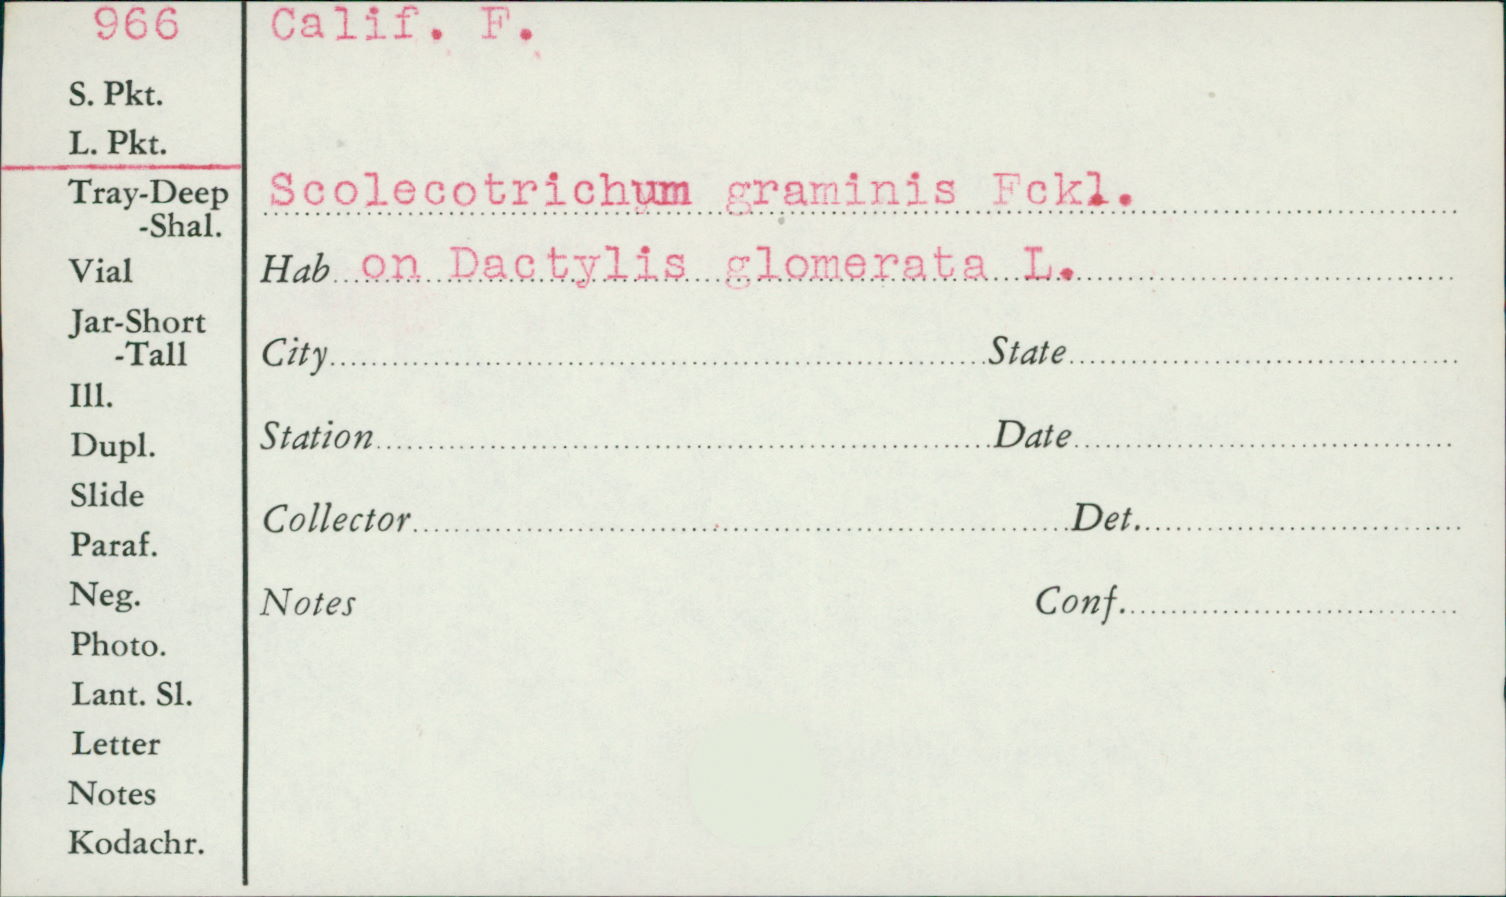 966
Calif. F.
S. Pkt.
L. Pkt.
Tray-Deep
-Shal.
Vial
Jar-Short
-Tall
Ill.
Dupl.
Slide
Paraf.
Neg.
Photo.
Lant. Sl.
Letter
Notes
Kodachr.
Scolecotrichum graminis Fckl.
Hab on Dactylis glomerata L.
City State
Station Date
Collector Det.
Notes Conf.